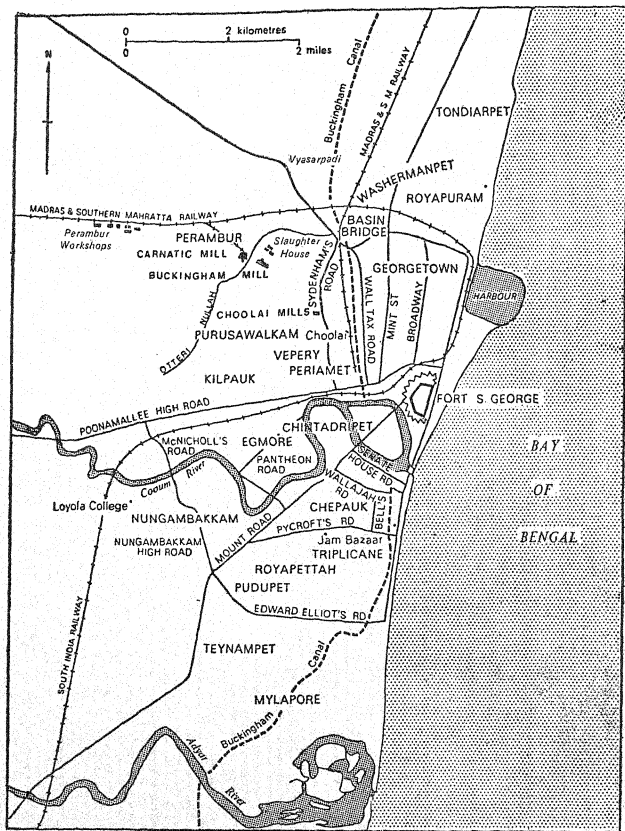 0 2 kilometres
0 2 miles
N
Buckingham Canal
MADRAS & S M RAILWAY
TONDIARPET
Vyasarpadi
WASHERMANPET
ROYAPURAM
MADRAS & SOUTHERN MAHRATTA RAILWAY
BASIN
BRIDGE
Perambur
Workshops
PERAMBUR
Slaughter
House
CARNATIC MILL
BUCKINGHAM MILL
GEORGETOWN
SYDENHAM'S
ROAD
HARBOUR
WALL TAX ROAD
MINT ST
BROADWAY
CHOOLAI MILLS
OTTERI NULLAH
PURUSAWALKAM
Choolai
VEPERY
PERIAMET
KILPAUK
FORT S. GEORGE
POONAMALLEE HIGH ROAD
CHINTADRIPET
McNICHOLL'S
ROAD
EGMORE
PANTHEON
ROAD
HOUSE RD
BAY
OF
BENGAL
Cooum River
WALLAJAH
RD
Loyola College
NUNGAMBAKKAM
CHEPAUK
BELL'S
MOUNT ROAD
PYCROFT'S RD
NUNGAMBAKKAM
HIGH ROAD
Jam Bazaar
TRIPLICANE
ROYAPETTAH
PUDUPET
EDWARD ELLIOT'S RD
SOUTH INDIA RAILWAY
TEYNAMPET
Buckingham Canal
MYLAPORE
Adyar River